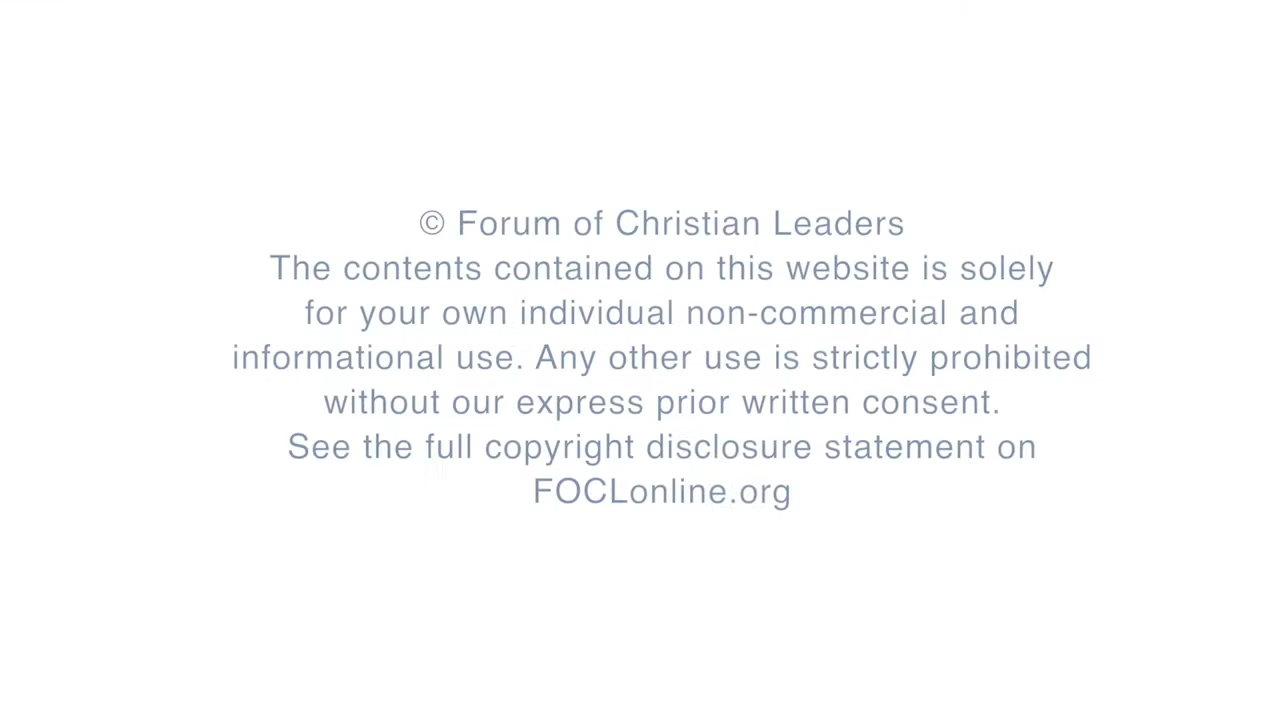 © Forum of Christian Leaders
The contents contained on this website is solely
for your own individual non-commercial and
informational use. Any other use is strictly prohibited
without our express prior written consent.
See the full copyright disclosure statement on
FOCLonline.org